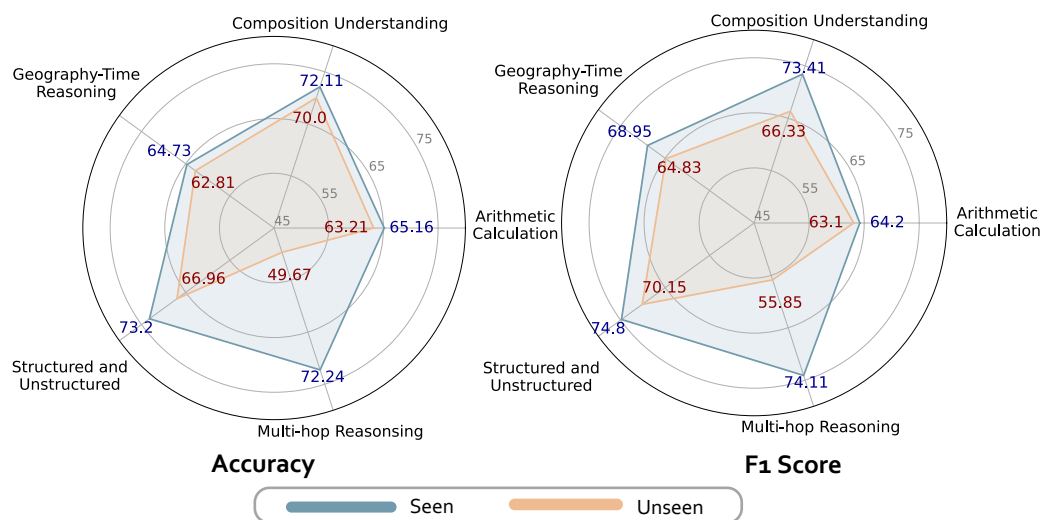 Composition Understanding
Geography-Time
Reasoning
72.11
70.0
75
65
55
45
64.73
62.81
63.21
65.16
Arithmetic
Calculation
66.96
49.67
73.2
72.24
Structured and
Unstructured
Multi-hop Reasonsing
Accuracy
Composition Understanding
Geography-Time
Reasoning
73.41
66.33
75
65
55
45
68.95
64.83
63.1
64.2
Arithmetic
Calculation
70.15
55.85
74.8
74.11
Structured and
Unstructured
Multi-hop Reasoning
F1 Score
Seen
Unseen